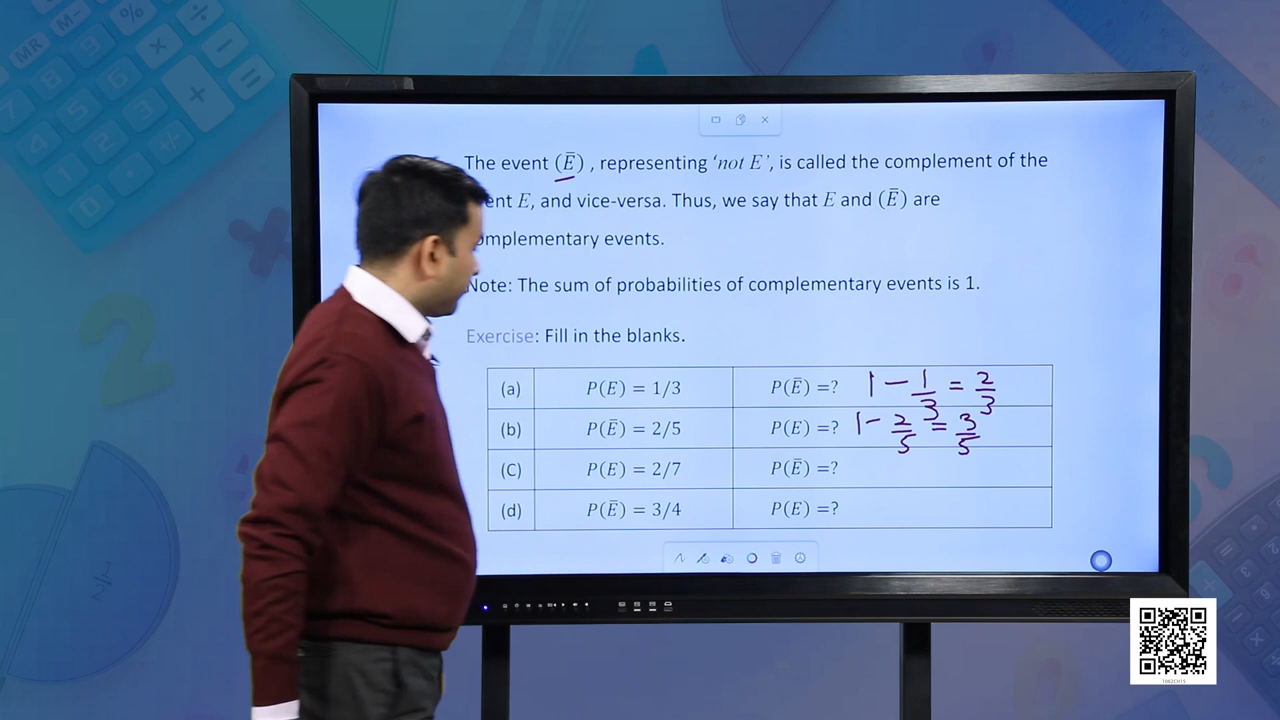 The event (Ē) , representing ‘not E’, is called the complement of the
ent E, and vice-versa. Thus, we say that E and (Ē) are
omplementary events.
Note: The sum of probabilities of complementary events is 1.
Exercise: Fill in the blanks.
(a) P(E) = 1/3 P(Ē) =? 1 − 1/3 = 2/3
(b) P(Ē) = 2/5 P(E) =? 1 − 2/5 = 3/5
(C) P(E) = 2/7 P(Ē) =?
(d) P(Ē) = 3/4 P(E) =?